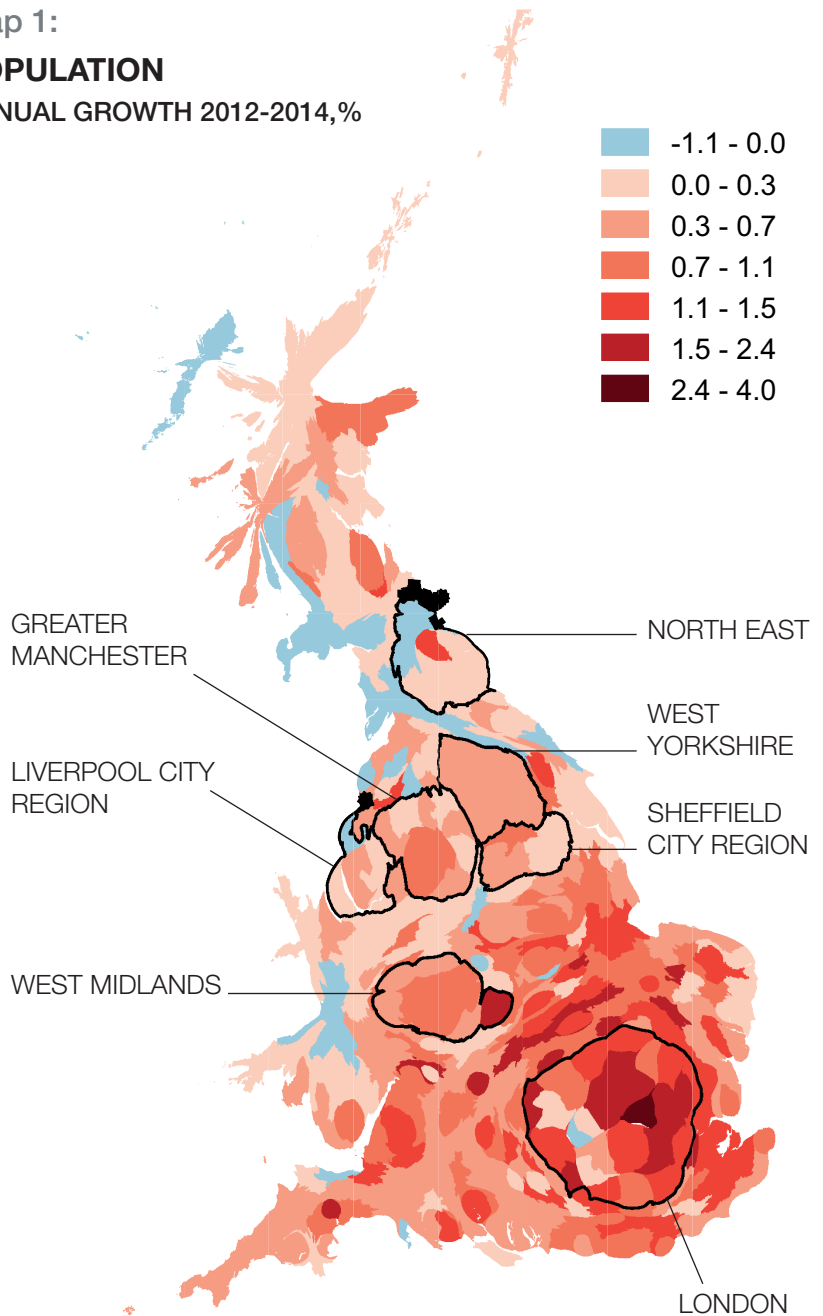 ap 1:
OPULATION
NUAL GROWTH 2012-2014,%
-1.1 - 0.0
0.0 - 0.3
0.3 - 0.7
0.7 - 1.1
1.1 - 1.5
1.5 - 2.4
2.4 - 4.0
GREATER
MANCHESTER
NORTH EAST
WEST
YORKSHIRE
LIVERPOOL CITY
REGION
SHEFFIELD
CITY REGION
WEST MIDLANDS
LONDON